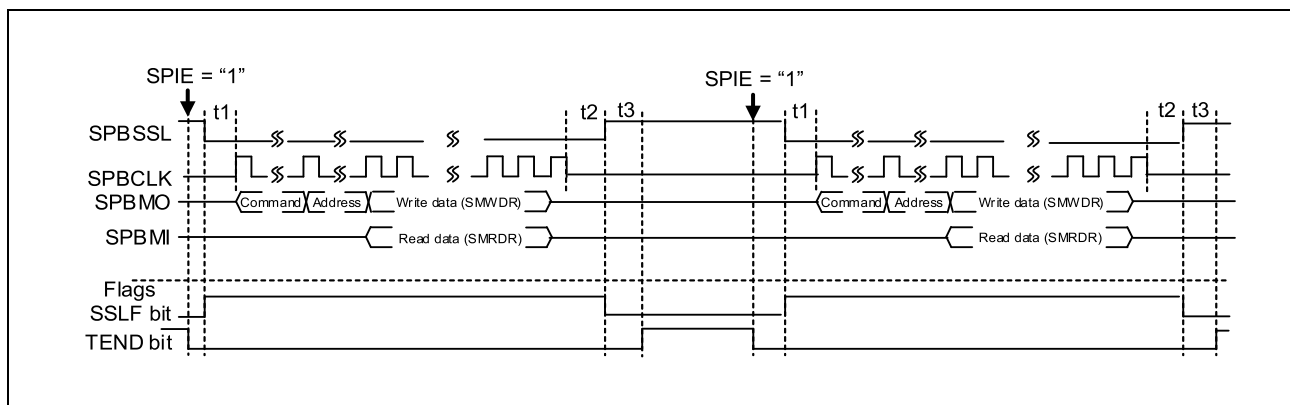 SPIE = “1” SPIE = “1”
t1 t2 t3 t1 t2 t3
SPBSSL
SPBCLK
SPBMO Command Address Write data (SMWDR) Command Address Write data (SMWDR)
SPBMI Read data (SMRDR) Read data (SMRDR)
Flags
SSLF bit
TEND bit